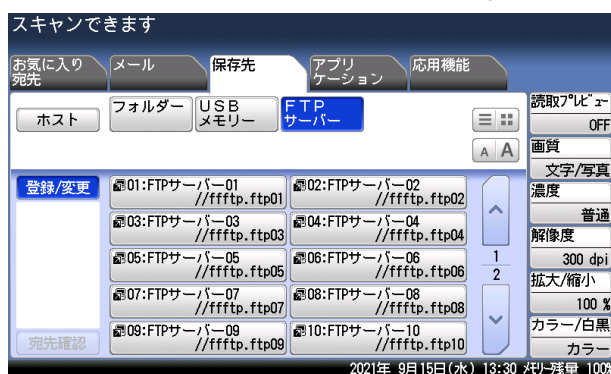 スキャンできます
お気に入り
宛先
メール
保存先
アプリ
ケーション
応用機能
ホスト
フォルダー
USB
メモリー
FTP
サーバー
A A
登録/変更
01:FTPサーバー01
//ffftp.ftp01
02:FTPサーバー02
//ffftp.ftp02
03:FTPサーバー03
//ffftp.ftp03
04:FTPサーバー04
//ffftp.ftp04
05:FTPサーバー05
//ffftp.ftp05
06:FTPサーバー06
//ffftp.ftp06
07:FTPサーバー07
//ffftp.ftp07
08:FTPサーバー08
//ffftp.ftp08
09:FTPサーバー09
//ffftp.ftp09
10:FTPサーバー10
//ffftp.ftp10
1
2
宛先確認
読取プレビュー
OFF
画質
文字/写真
濃度
普通
解像度
300 dpi
拡大/縮小
100 %
カラー/白黒
カラー
2021年 9月15日(水) 13:30 メモリー残量 100%